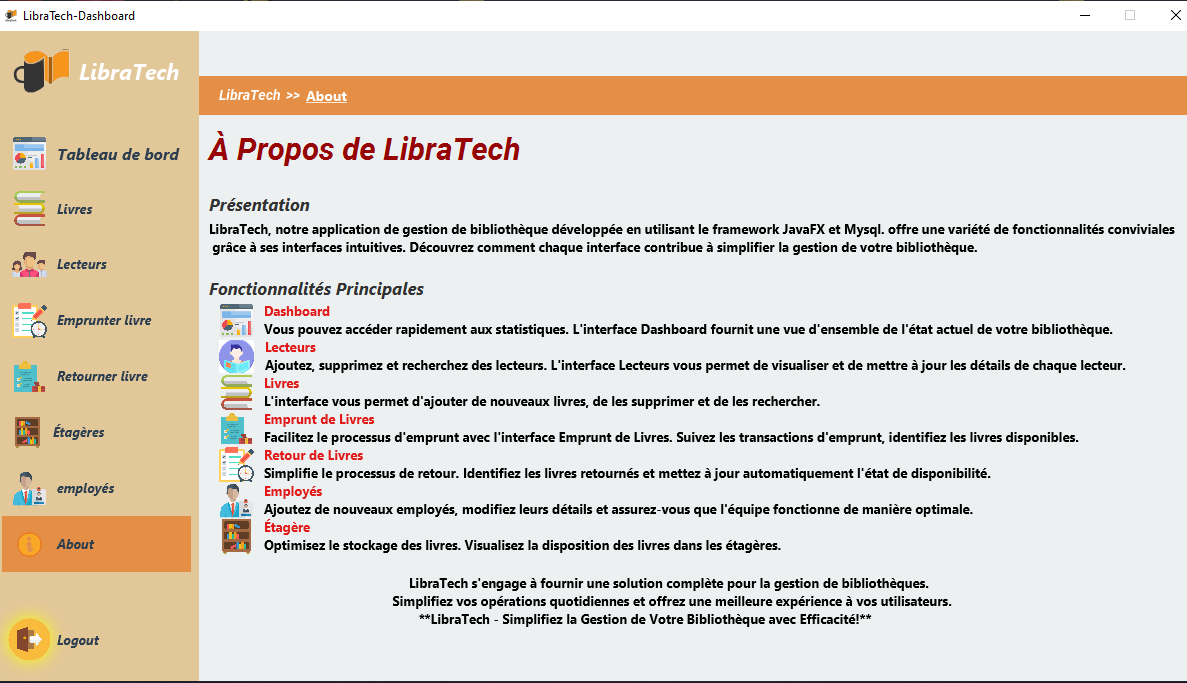 LibraTech-Dashboard
LibraTech
Tableau de bord
Livres
Lecteurs
Emprunter livre
Retourner livre
Étagères
employés
About
Logout
LibraTech >> About
À Propos de LibraTech
Présentation
LibraTech, notre application de gestion de bibliothèque développée en utilisant le framework JavaFX et Mysql. offre une variété de fonctionnalités conviviales
grâce à ses interfaces intuitives. Découvrez comment chaque interface contribue à simplifier la gestion de votre bibliothèque.
Fonctionnalités Principales
Dashboard
Vous pouvez accéder rapidement aux statistiques. L'interface Dashboard fournit une vue d'ensemble de l'état actuel de votre bibliothèque.
Lecteurs
Ajoutez, supprimez et recherchez des lecteurs. L'interface Lecteurs vous permet de visualiser et de mettre à jour les détails de chaque lecteur.
Livres
L'interface vous permet d'ajouter de nouveaux livres, de les supprimer et de les rechercher.
Emprunt de Livres
Facilitez le processus d'emprunt avec l'interface Emprunt de Livres. Suivez les transactions d'emprunt, identifiez les livres disponibles.
Retour de Livres
Simplifie le processus de retour. Identifiez les livres retournés et mettez à jour automatiquement l'état de disponibilité.
Employés
Ajoutez de nouveaux employés, modifiez leurs détails et assurez-vous que l'équipe fonctionne de manière optimale.
Étagère
Optimisez le stockage des livres. Visualisez la disposition des livres dans les étagères.
LibraTech s'engage à fournir une solution complète pour la gestion de bibliothèques.
Simplifiez vos opérations quotidiennes et offrez une meilleure expérience à vos utilisateurs.
**LibraTech - Simplifiez la Gestion de Votre Bibliothèque avec Efficacité!**